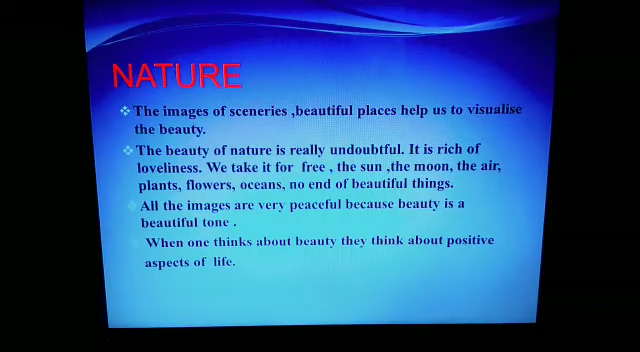 NATURE
The images of sceneries ,beautiful places help us to visualise
the beauty.
The beauty of nature is really undoubtful. It is rich of
loveliness. We take it for free , the sun ,the moon, the air,
plants, flowers, oceans, no end of beautiful things.
All the images are very peaceful because beauty is a
beautiful tone .
When one thinks about beauty they think about positive
aspects of life.